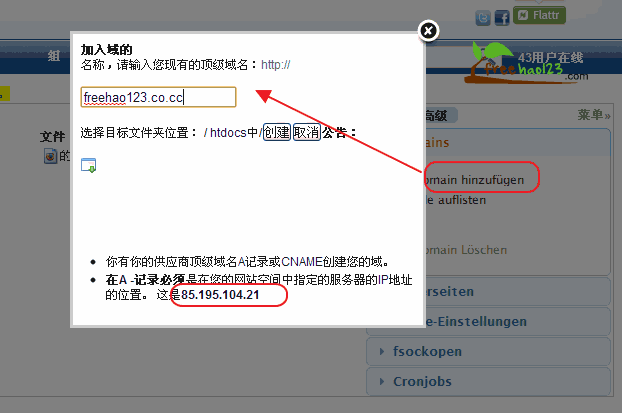 Flattr
组
43用户在线
freehao123
.com
加入域的
名称，请输入您现有的顶级域名：http://
freehao123.co.cc
选择目标文件夹位置： / htdocs中/创建 取消 公告：
文件
的
高级
菜单»
ains
omain hinzufügen
e auflisten
omain Löschen
你有你的供应商顶级域名A记录或CNAME创建您的域。
在A -记录必须是在您的网站空间中指定的服务器的IP地址
的位置。 这是85.195.104.21
erseiten
e-Einstellungen
fsockopen
Cronjobs